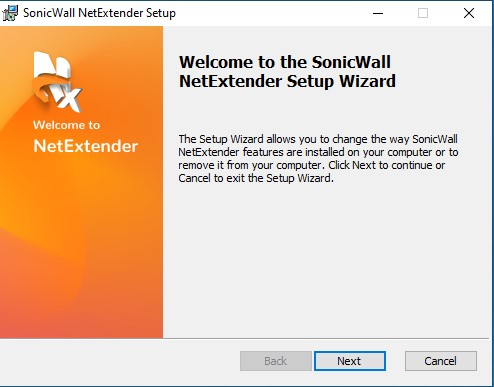 SonicWall NetExtender Setup
Welcome to the SonicWall
NetExtender Setup Wizard
Welcome to
NetExtender
The Setup Wizard allows you to change the way SonicWall
NetExtender features are installed on your computer or to
remove it from your computer. Click Next to continue or
Cancel to exit the Setup Wizard.
Back
Next
Cancel